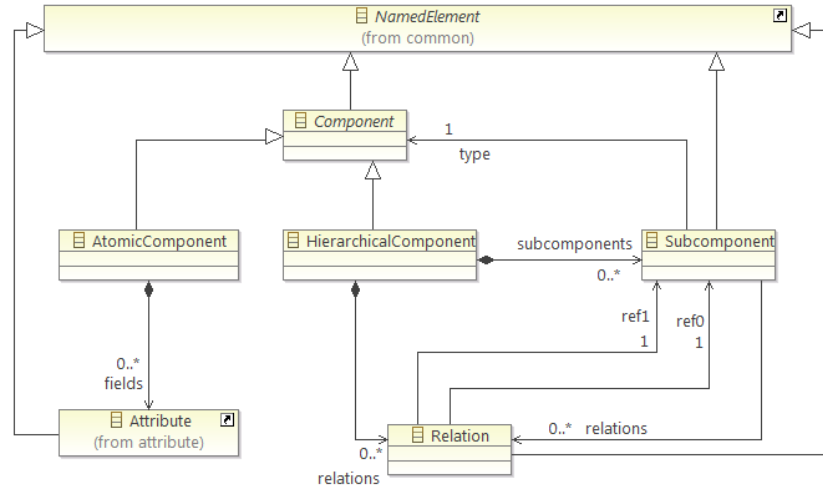 NamedElement
(from common)
Component
1
type
AtomicComponent
HierarchicalComponent
subcomponents
0..*
Subcomponent
ref1
1
ref0
1
0..*
fields
Attribute
(from attribute)
Relation
0..* relations
0..*
relations